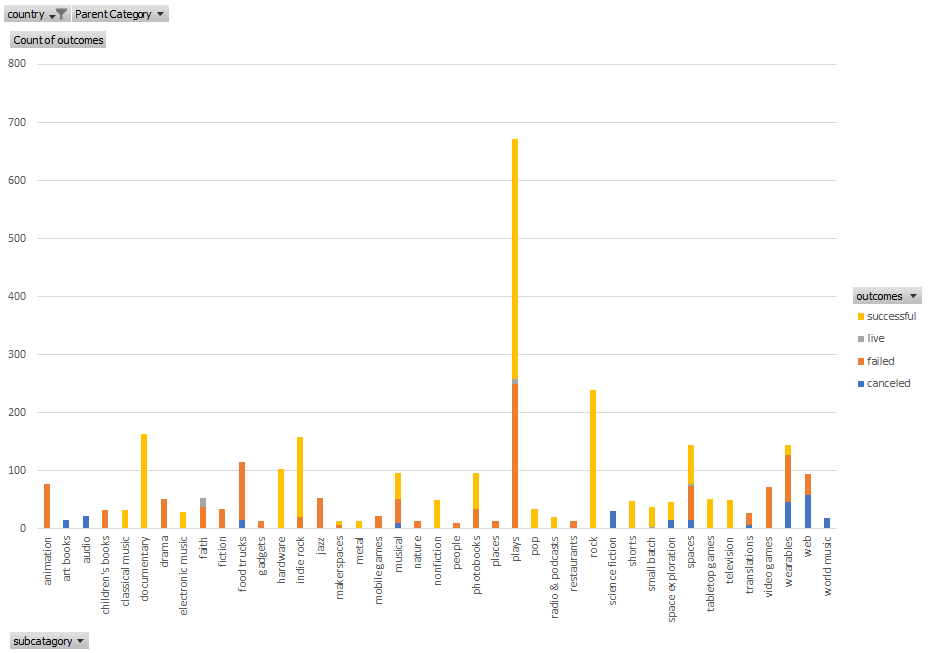 country Parent Category
Count of outcomes
800
700
600
500
400
300
200
100
0
animation
art books
audio
children's books
classical music
documentary
drama
electronic music
faith
fiction
food trucks
gadgets
hardware
indie rock
jazz
makerspaces
metal
mobile games
musical
nature
nonfiction
people
photobooks
places
plays
pop
radio & podcasts
restaurants
rock
science fiction
shorts
small batch
space exploration
spaces
tabletop games
television
translations
video games
wearables
web
world music
outcomes
successful
live
failed
canceled
subcatagory